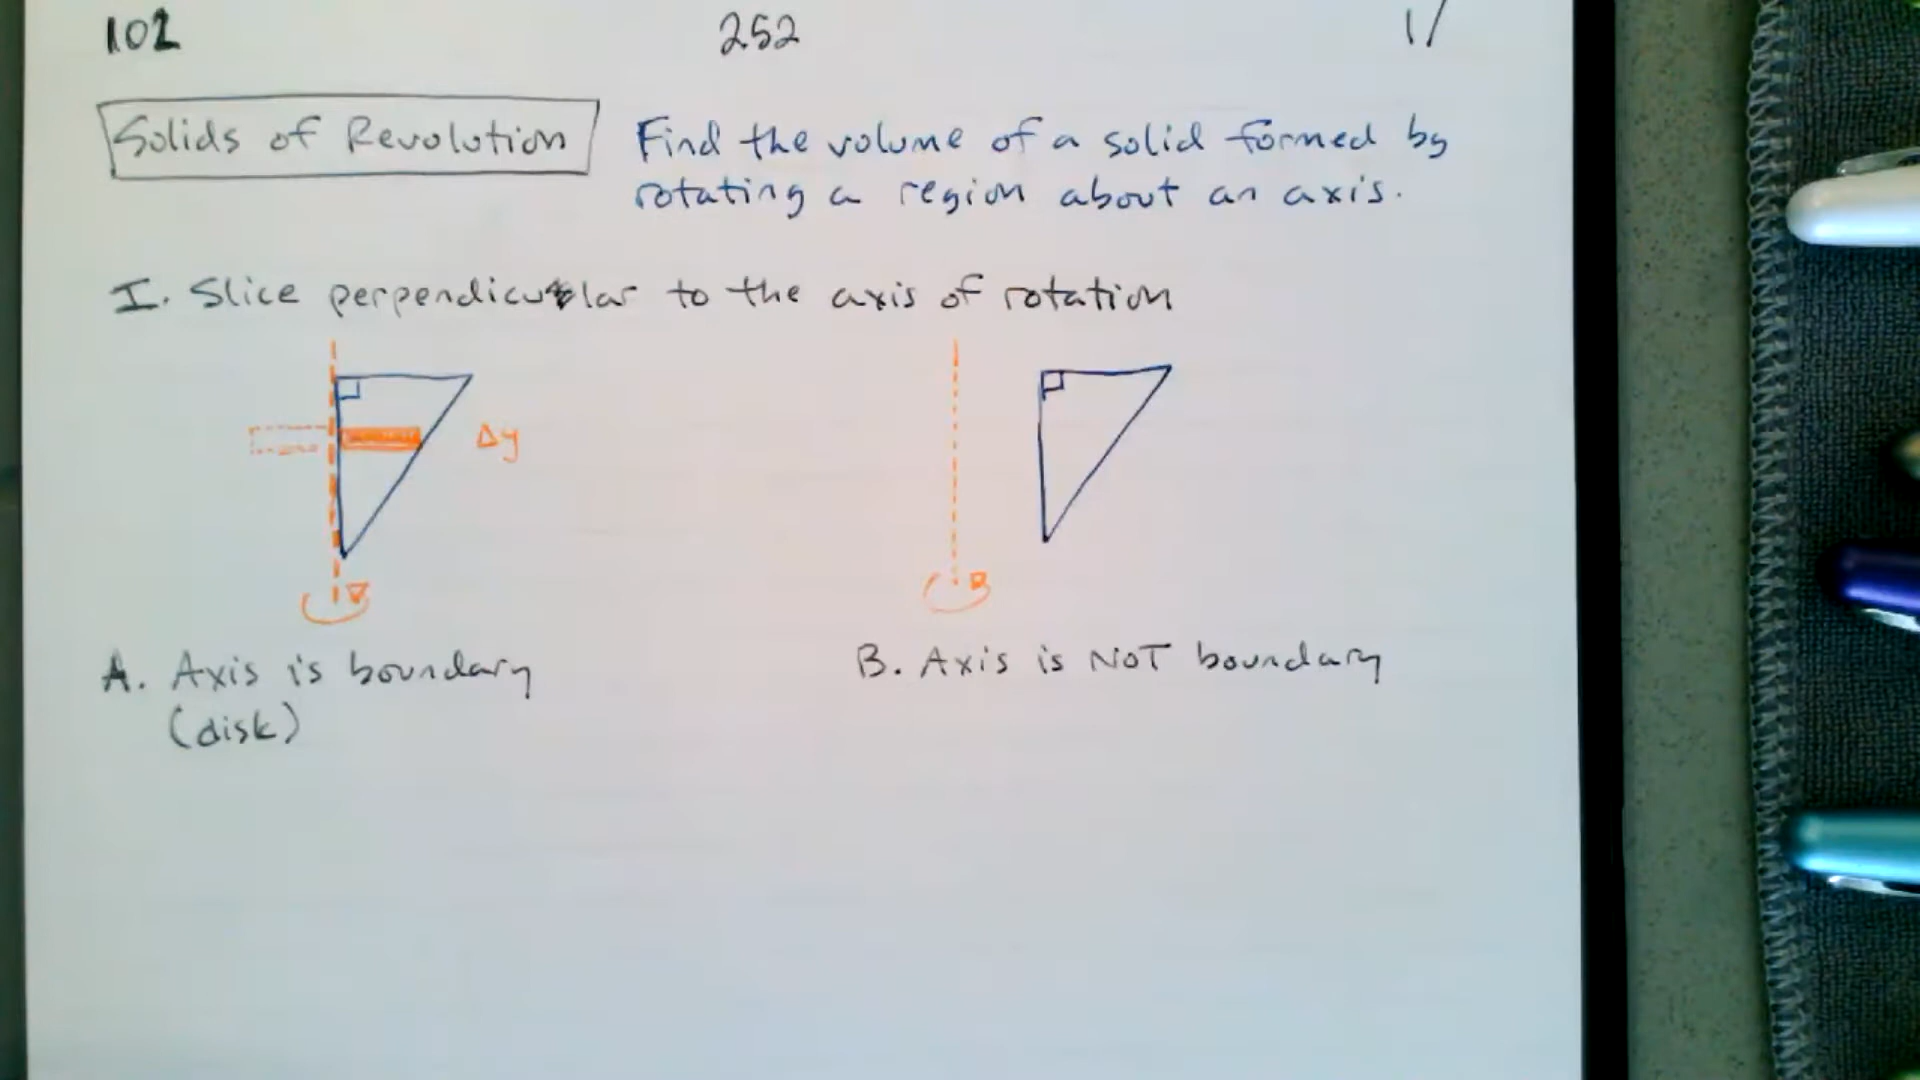 102 252 1/
Solids of Revolution
Find the volume of a solid formed by
rotating a region about an axis.
I. Slice perpendicular to the axis of rotation
Δy
A. Axis is boundary
(disk)
B. Axis is NOT boundary